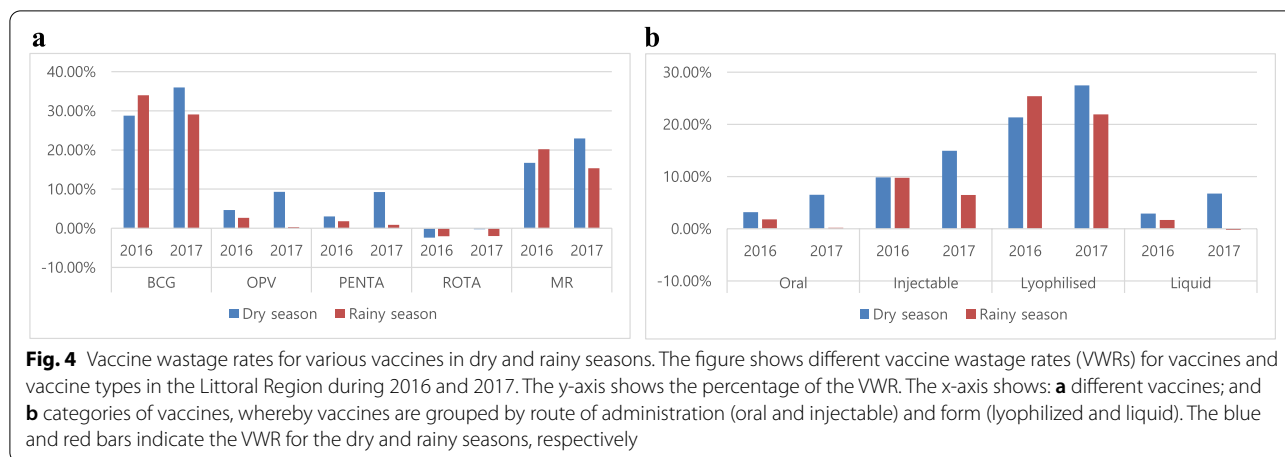 a
40.00%
30.00%
20.00%
10.00%
0.00%
-10.00%
2016 2017 2016 2017 2016 2017 2016 2017 2016 2017
BCG OPV PENTA ROTA MR
Dry season Rainy season
b
30.00%
20.00%
10.00%
0.00%
-10.00%
2016 2017 2016 2017 2016 2017 2016 2017
Oral Injectable Lyophilised Liquid
Dry season Rainy season
Fig. 4 Vaccine wastage rates for various vaccines in dry and rainy seasons. The figure shows different vaccine wastage rates (VWRs) for vaccines and
vaccine types in the Littoral Region during 2016 and 2017. The y-axis shows the percentage of the VWR. The x-axis shows: a different vaccines; and
b categories of vaccines, whereby vaccines are grouped by route of administration (oral and injectable) and form (lyophilized and liquid). The blue
and red bars indicate the VWR for the dry and rainy seasons, respectively